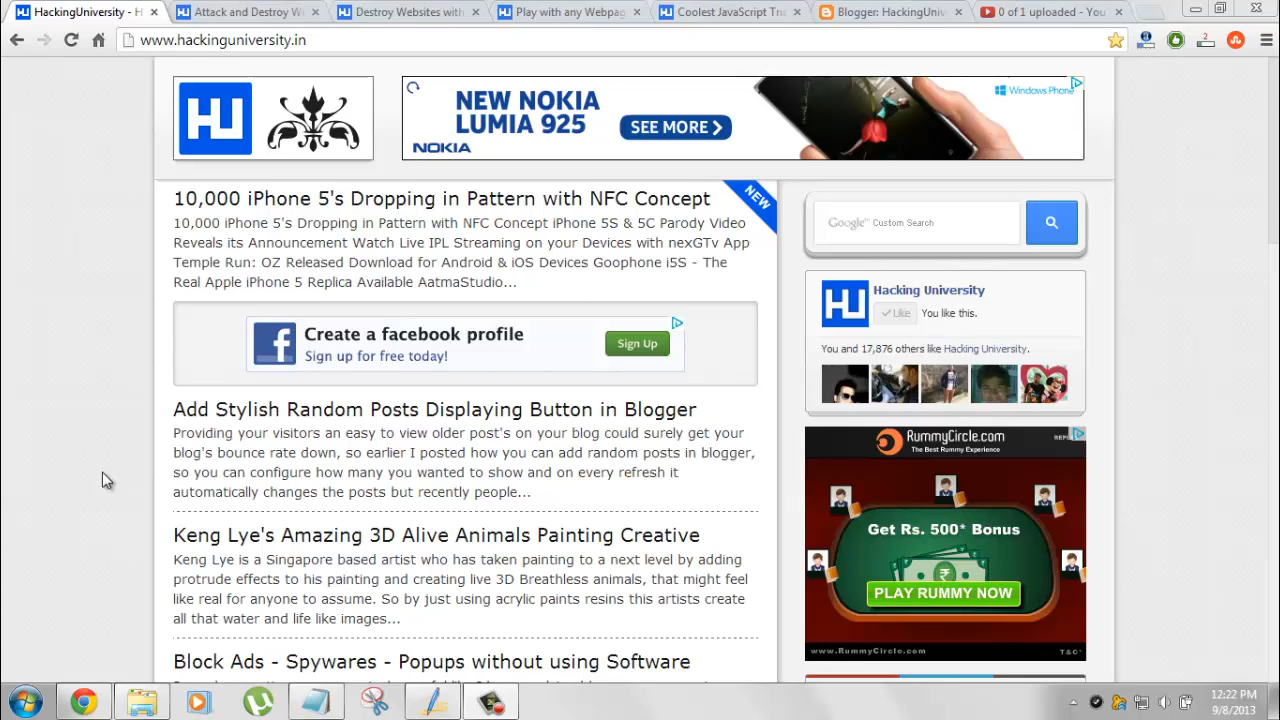 HackingUniversity - H
Attack and Destroy W
Destroy Websites with
Play with any Webpag
Coolest JavaScript Tra
Blogger: HackingUniv
0 of 1 uploaded - You
www.hackinguniversity.in
2
NEW NOKIA
LUMIA 925
SEE MORE
NOKIA
Windows Phone
10,000 iPhone 5's Dropping in Pattern with NFC Concept
NEW
10,000 iPhone 5's Dropping in Pattern with NFC Concept iPhone 5S & 5C Parody Video
Reveals its Announcement Watch Live IPL Streaming on your Devices with nexGTv App
Temple Run: OZ Released Download for Android & iOS Devices Goophone i5S - The
Real Apple iPhone 5 Replica Available AatmaStudio...
Create a facebook profile
Sign up for free today!
Sign Up
Add Stylish Random Posts Displaying Button in Blogger
Providing your visitors an easy to view older post's on your blog could surely get your
blog's bounce rate down, so earlier I posted how you can add random posts in blogger,
so you can configure how many you wanted to show and on every refresh it
automatically changes the posts but recently people...
Keng Lye's Amazing 3D Alive Animals Painting Creative
Keng Lye is a Singapore based artist who has taken painting to a next level by adding
protrude effects to his painting and creating live 3D Breathless animals, that might feel
like real for anyone to assume. So by just using acrylic paints resins this artists create
all that water and life like images...
Block Ads - Spywares - Popups without using Software
Google™ Custom Search
Hacking University
Like You like this.
You and 17,876 others like Hacking University.
RummyCircle.com
The Best Rummy Experience
Get Rs. 500* Bonus
PLAY RUMMY NOW
www.RummyCircle.com
T&C*
12:22 PM
9/8/2013